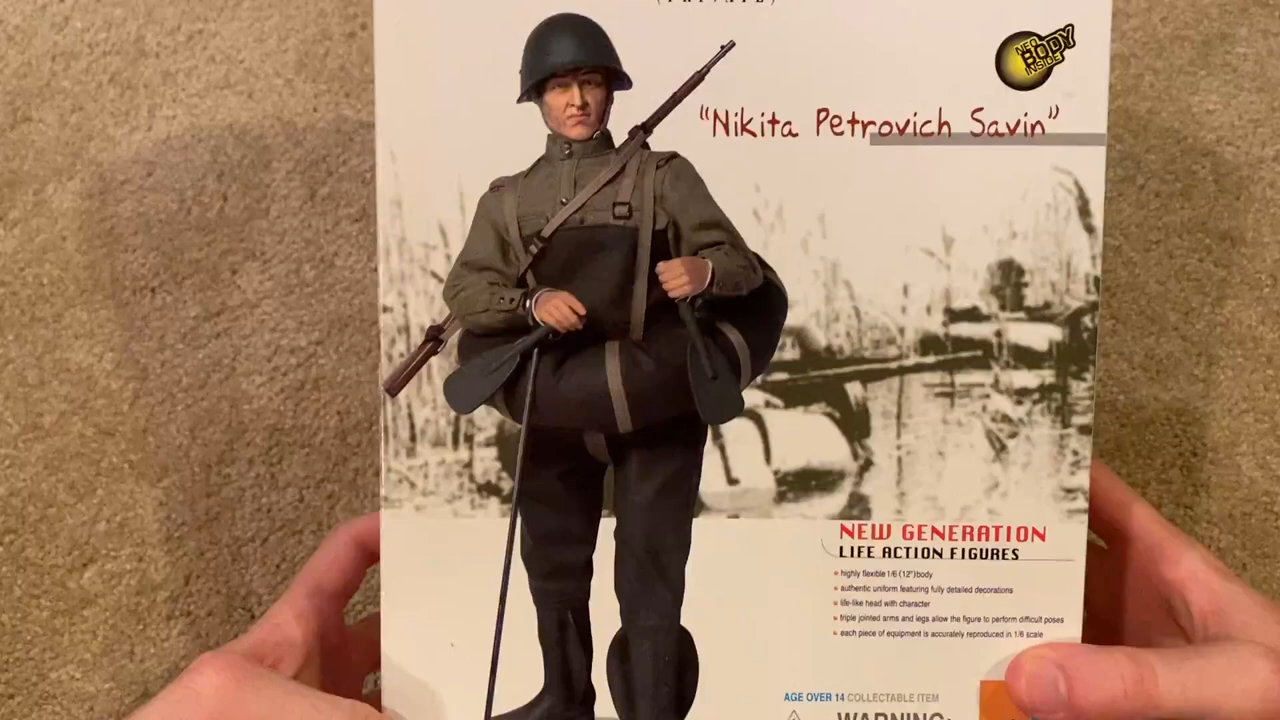 (PRIVATE)
NEO
BODY
INSIDE
"Nikita Petrovich Savin"
NEW GENERATION
LIFE ACTION FIGURES
highly flexible 1/6 (12")body
authentic uniform featuring fully detailed decorations
life-like head with character
triple jointed arms and legs allow the figure to perform difficult poses
each piece of equipment is accurately reproduced in 1/6 scale
AGE OVER 14 COLLECTABLE ITEM
WARNING: